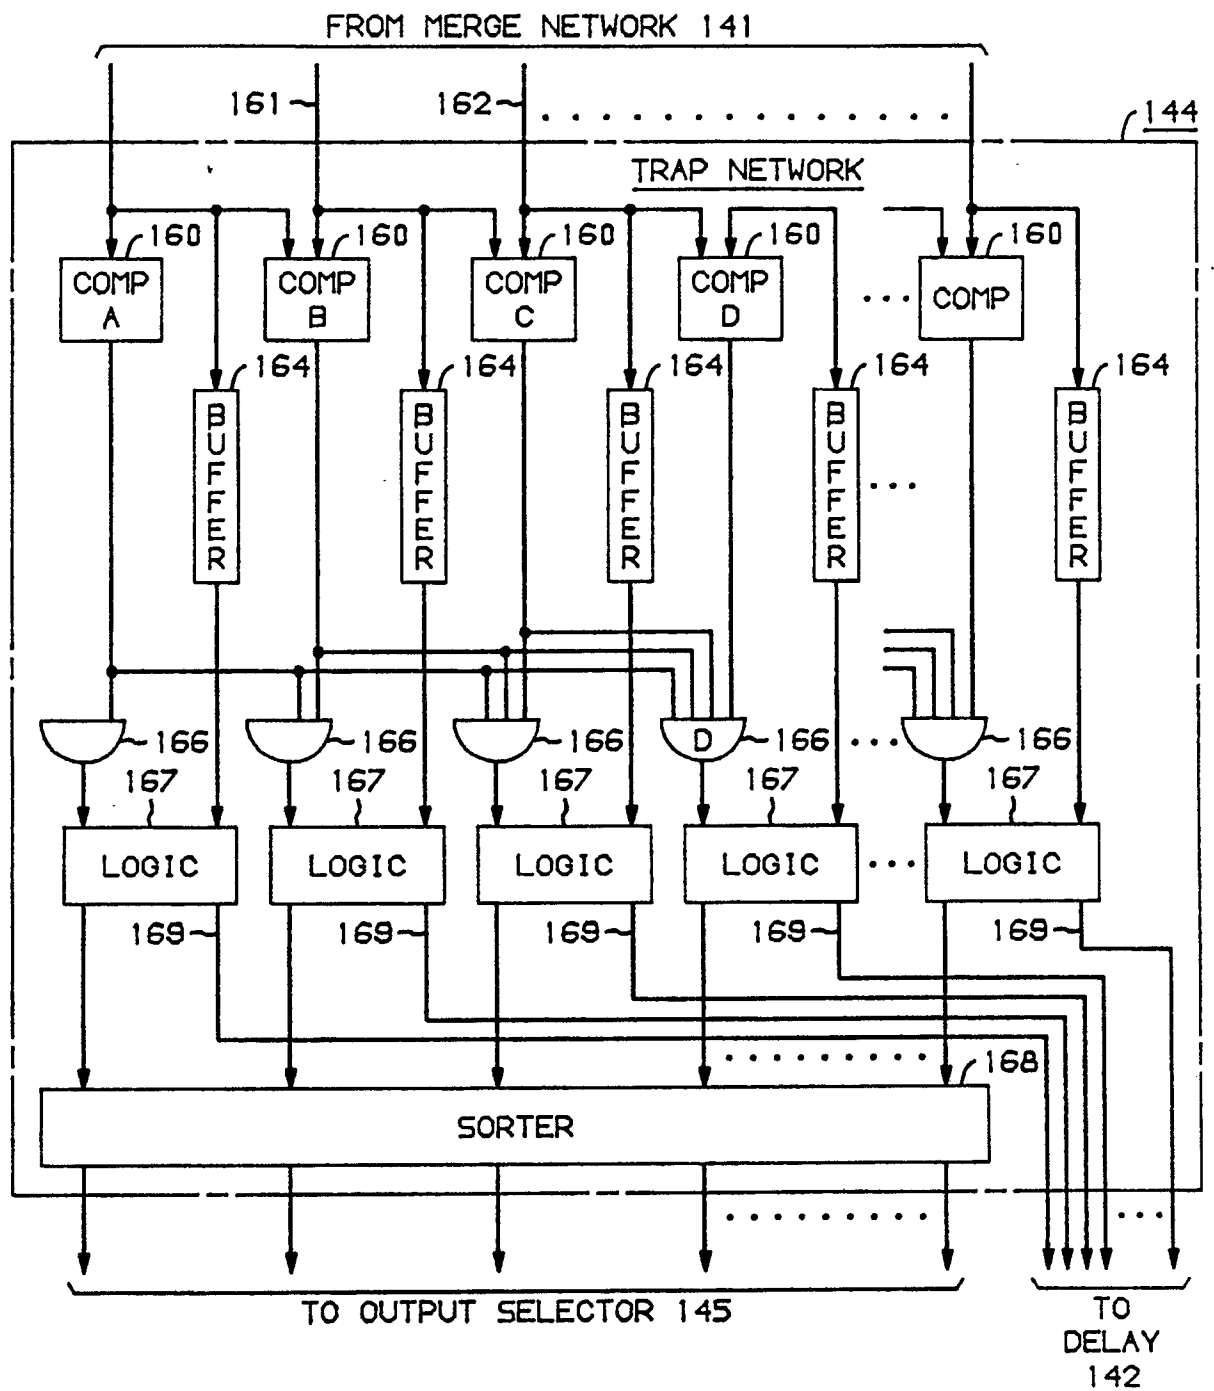 FROM MERGE NETWORK 141
161
162
144
TRAP NETWORK
160
160
160
160
160
COMP A
COMP B
COMP C
COMP D
COMP
164
164
164
164
164
BUFFER
BUFFER
BUFFER
BUFFER
BUFFER
D
166
166
166
166
166
167
167
167
167
167
LOGIC
LOGIC
LOGIC
LOGIC
LOGIC
169
169
169
169
169
168
SORTER
TO OUTPUT SELECTOR 145
TO
DELAY
142